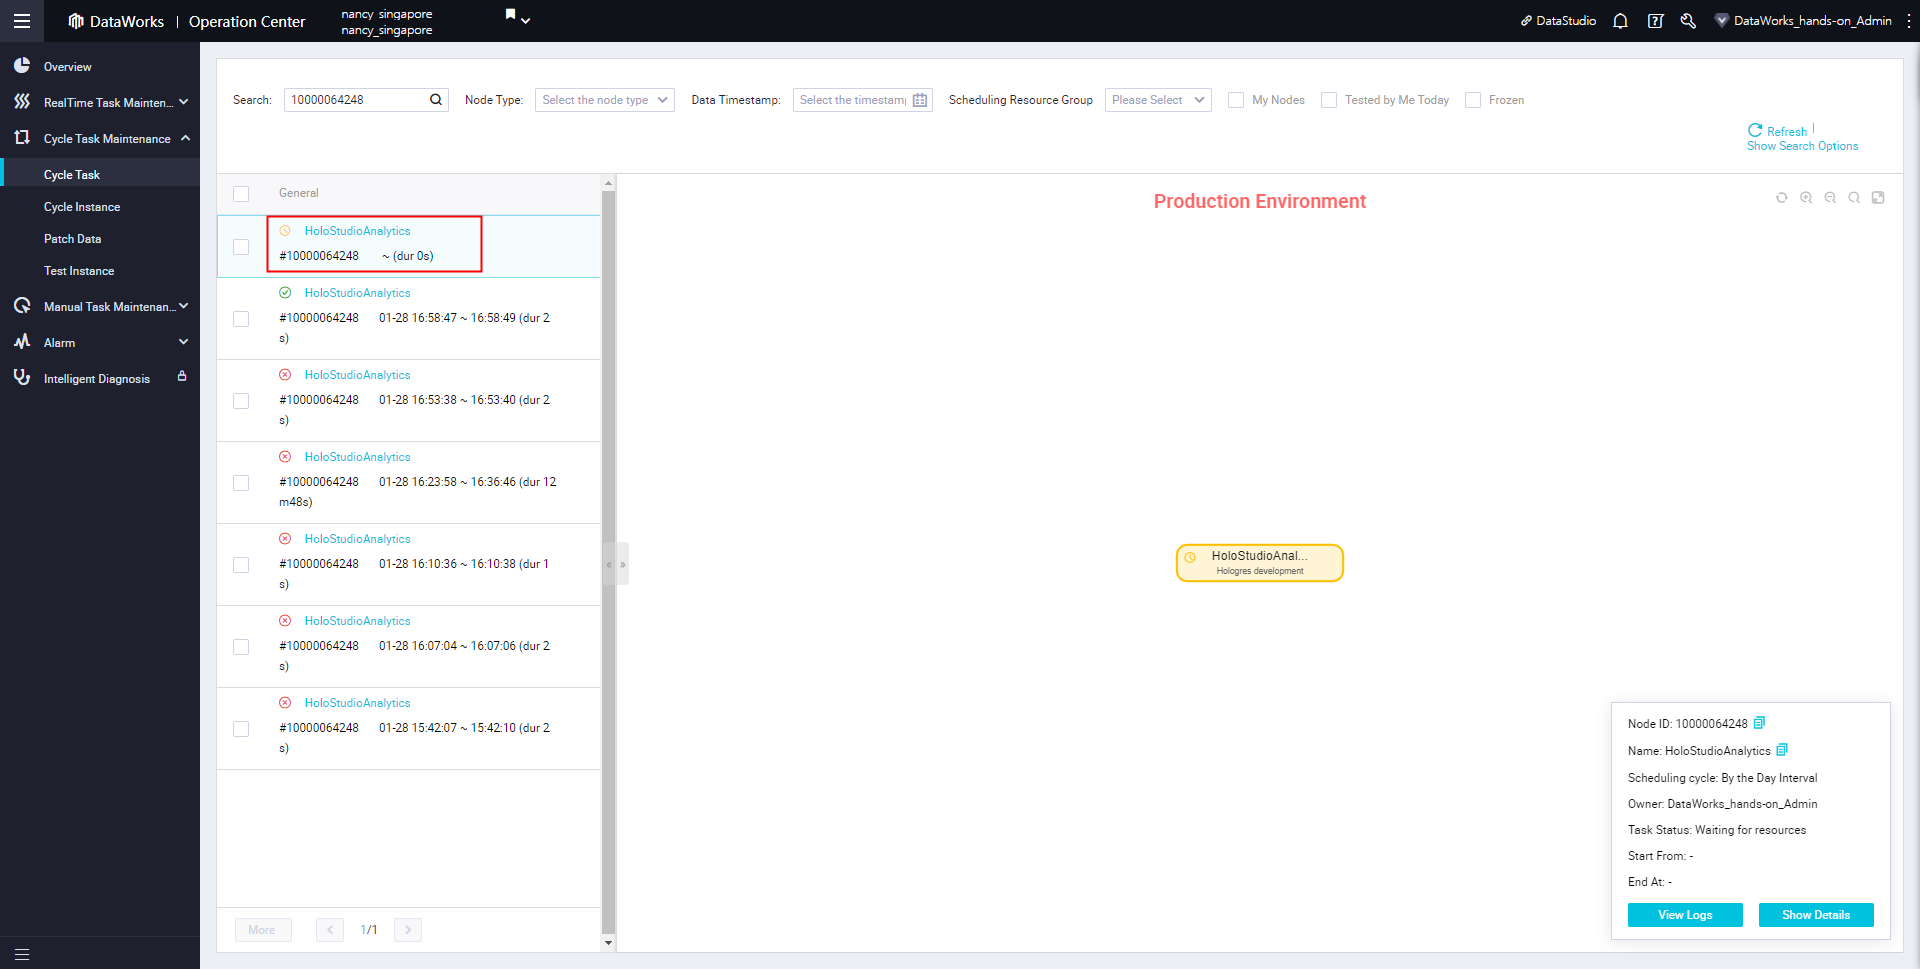 DataWorks | Operation Center
nancy_singapore
nancy_singapore
DataStudio
DataWorks_hands-on_Admin
Overview
RealTime Task Mainten...
Cycle Task Maintenance
Cycle Task
Cycle Instance
Patch Data
Test Instance
Manual Task Maintenan...
Alarm
Intelligent Diagnosis
Search: 10000064248 Node Type: Select the node type Data Timestamp: Select the timestam Scheduling Resource Group Please Select My Nodes Tested by Me Today Frozen
Refresh |
Show Search Options
General
HoloStudioAnalytics
#10000064248 ~ (dur 0s)
HoloStudioAnalytics
#10000064248 01-28 16:58:47 ~ 16:58:49 (dur 2
s)
HoloStudioAnalytics
#10000064248 01-28 16:53:38 ~ 16:53:40 (dur 2
s)
HoloStudioAnalytics
#10000064248 01-28 16:23:58 ~ 16:36:46 (dur 12
m48s)
HoloStudioAnalytics
#10000064248 01-28 16:10:36 ~ 16:10:38 (dur 1
s)
HoloStudioAnalytics
#10000064248 01-28 16:07:04 ~ 16:07:06 (dur 2
s)
HoloStudioAnalytics
#10000064248 01-28 15:42:07 ~ 15:42:10 (dur 2
s)
More < 1/1 >
Production Environment
« »
HoloStudioAnal...
Hologres development
Node ID: 10000064248
Name: HoloStudioAnalytics
Scheduling cycle: By the Day Interval
Owner: DataWorks_hands-on_Admin
Task Status: Waiting for resources
Start From: -
End At: -
View Logs Show Details